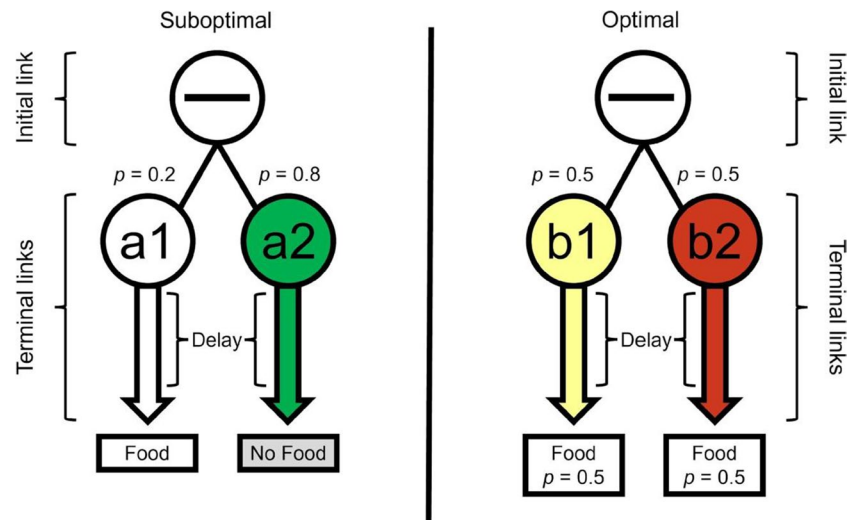 Suboptimal
Optimal
Initial link
Initial link
p = 0.2
p = 0.8
p = 0.5
p = 0.5
a1
a2
b1
b2
Terminal links
Terminal links
Delay
Delay
Food
No Food
Food
p = 0.5
Food
p = 0.5